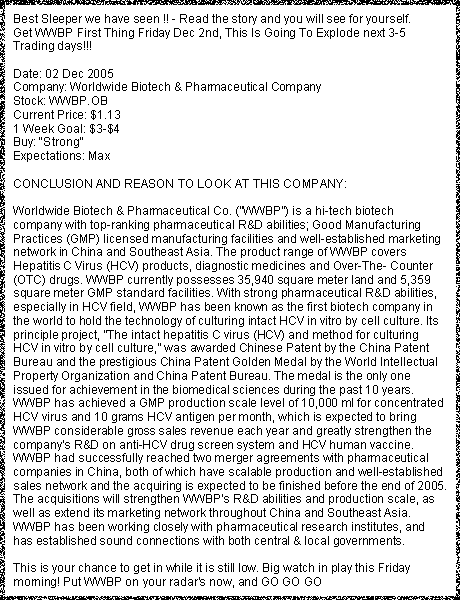 Best Sleeper we have seen !! - Read the story and you will see for yourself.
Get WWBP First Thing Friday Dec 2nd, This Is Going To Explode next 3-5
Trading days!!!
Date: 02 Dec 2005
Company: Worldwide Biotech & Pharmaceutical Company
Stock: WWBP.OB
Current Price: $1.13
1 Week Goal: $3-$4
Buy: "Strong"
Expectations: Max
CONCLUSION AND REASON TO LOOK AT THIS COMPANY:
Worldwide Biotech & Pharmaceutical Co. ("WWBP") is a hi-tech biotech
company with top-ranking pharmaceutical R&D abilities; Good Manufacturing
Practices (GMP) licensed manufacturing facilities and well-established marketing
network in China and Southeast Asia. The product range of WWBP covers
Hepatitis C Virus (HCV) products, diagnostic medicines and Over-The- Counter
(OTC) drugs. WWBP currently possesses 35,940 square meter land and 5,359
square meter GMP standard facilities. With strong pharmaceutical R&D abilities,
especially in HCV field, WWBP has been known as the first biotech company in
the world to hold the technology of culturing intact HCV in vitro by cell culture. Its
principle project, "The intact hepatitis C virus (HCV) and method for culturing
HCV in vitro by cell culture," was awarded Chinese Patent by the China Patent
Bureau and the prestigious China Patent Golden Medal by the World Intellectual
Property Organization and China Patent Bureau. The medal is the only one
issued for achievement in the biomedical sciences during the past 10 years.
WWBP has achieved a GMP production scale level of 10,000 ml for concentrated
HCV virus and 10 grams HCV antigen per month, which is expected to bring
WWBP considerable gross sales revenue each year and greatly strengthen the
company's R&D on anti-HCV drug screen system and HCV human vaccine.
WWBP had successfully reached two merger agreements with pharmaceutical
companies in China, both of which have scalable production and well-established
sales network and the acquiring is expected to be finished before the end of 2005.
The acquisitions will strengthen WWBP's R&D abilities and production scale, as
well as extend its marketing network throughout China and Southeast Asia.
WWBP has been working closely with pharmaceutical research institutes, and
has established sound connections with both central & local governments.
This is your chance to get in while it is still low. Big watch in play this Friday
morning! Put WWBP on your radar's now, and GO GO GO